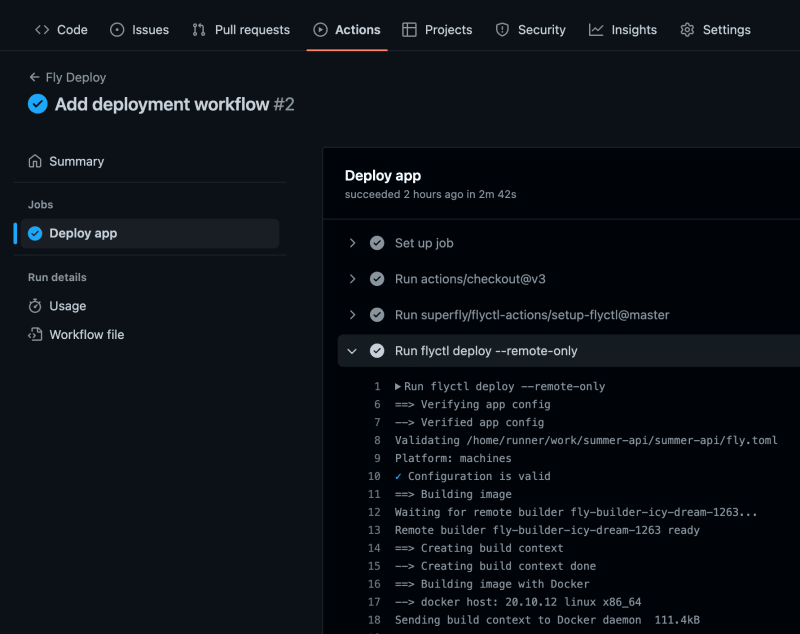 Code Issues Pull requests Actions Projects Security Insights Settings
Fly Deploy
Add deployment workflow #2
Summary
Jobs
Deploy app
Run details
Usage
Workflow file
Deploy app
succeeded 2 hours ago in 2m 42s
Set up job
Run actions/checkout@v3
Run superfly/flyctl-actions/setup-flyctl@master
Run flyctl deploy --remote-only
1 ▶ Run flyctl deploy --remote-only
6 ==> Verifying app config
7 --> Verified app config
8 Validating /home/runner/work/summer-api/summer-api/fly.toml
9 Platform: machines
10 ✓ Configuration is valid
11 ==> Building image
12 Waiting for remote builder fly-builder-icy-dream-1263...
13 Remote builder fly-builder-icy-dream-1263 ready
14 ==> Creating build context
15 --> Creating build context done
16 ==> Building image with Docker
17 --> docker host: 20.10.12 linux x86_64
18 Sending build context to Docker daemon 111.4kB